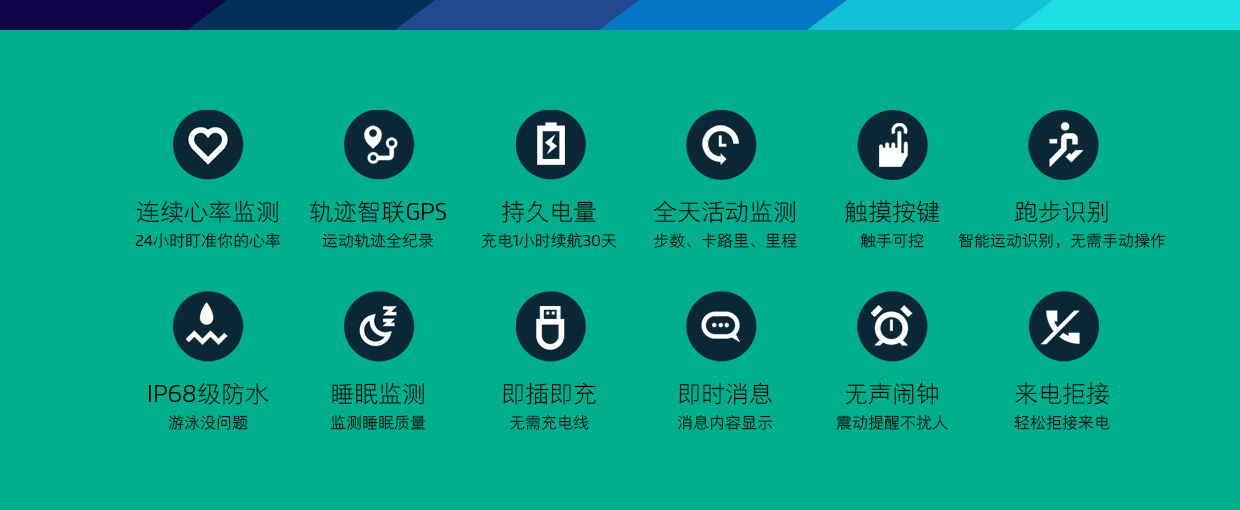 连续心率监测 轨迹智联GPS 持久电量 全天活动监测 触摸按键 跑步识别
24小时盯准你的心率 运动轨迹全纪录 充电1小时续航30天 步数、卡路里、里程 触手可控 智能运动识别，无需手动操作
IP68级防水 睡眠监测 即插即充 即时消息 无声闹钟 来电拒接
游泳没问题 监测睡眠质量 无需充电线 消息内容显示 震动提醒不扰人 轻松拒接来电